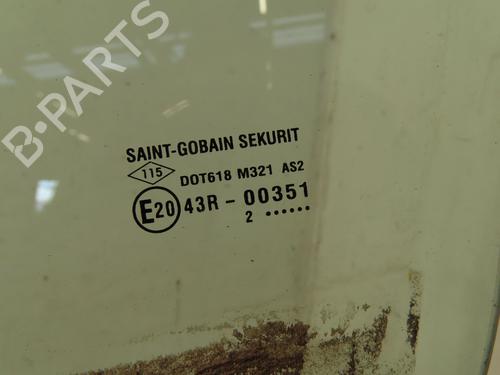 B-PARTS
SAINT-GOBAIN SEKURIT
115 DOT618 M321 AS2
E20 43R - 00351
2 ······